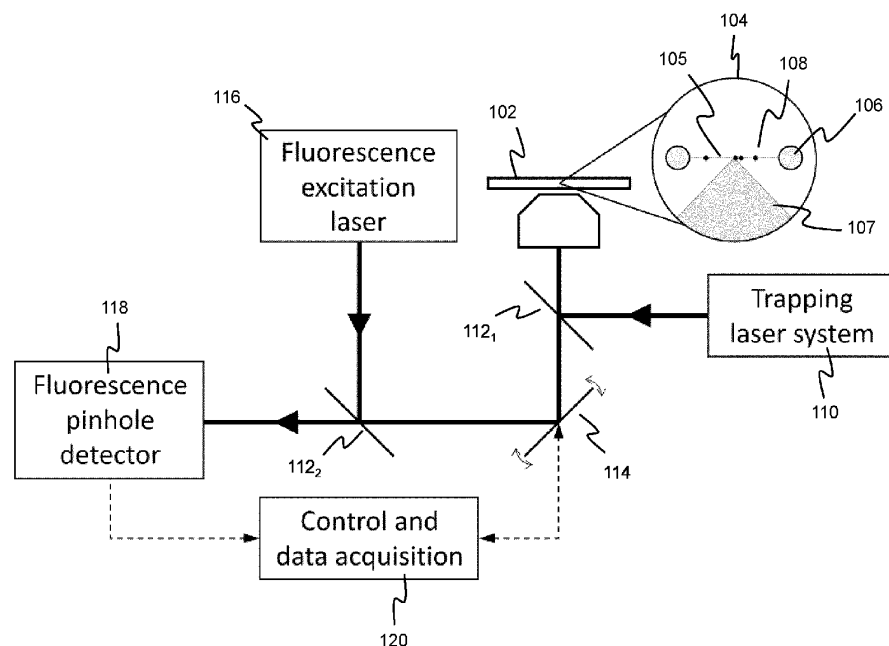 104
105
108
116
102
106
Fluorescence
excitation
laser
107
118
112₁
Trapping
laser system
Fluorescence
pinhole
detector
110
112₂
114
Control and
data acquisition
120